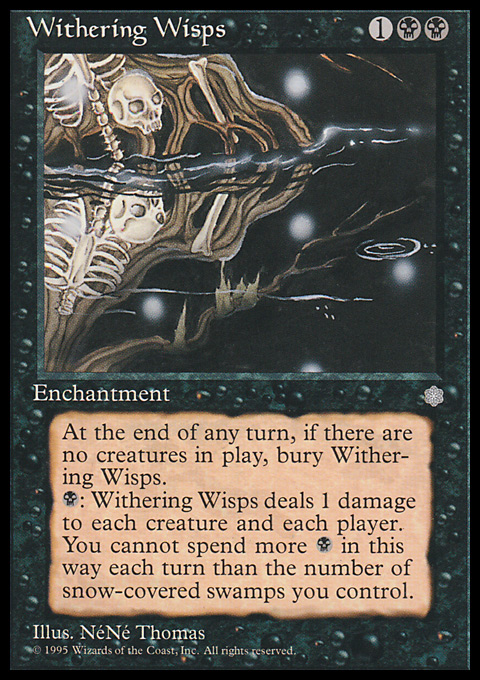 Withering Wisps 1
Enchantment
At the end of any turn, if there are
no creatures in play, bury Wither-
ing Wisps.
: Withering Wisps deals 1 damage
to each creature and each player.
You cannot spend more in this
way each turn than the number of
snow-covered swamps you control.
Illus. NéNé Thomas
© 1995 Wizards of the Coast, Inc. All rights reserved.